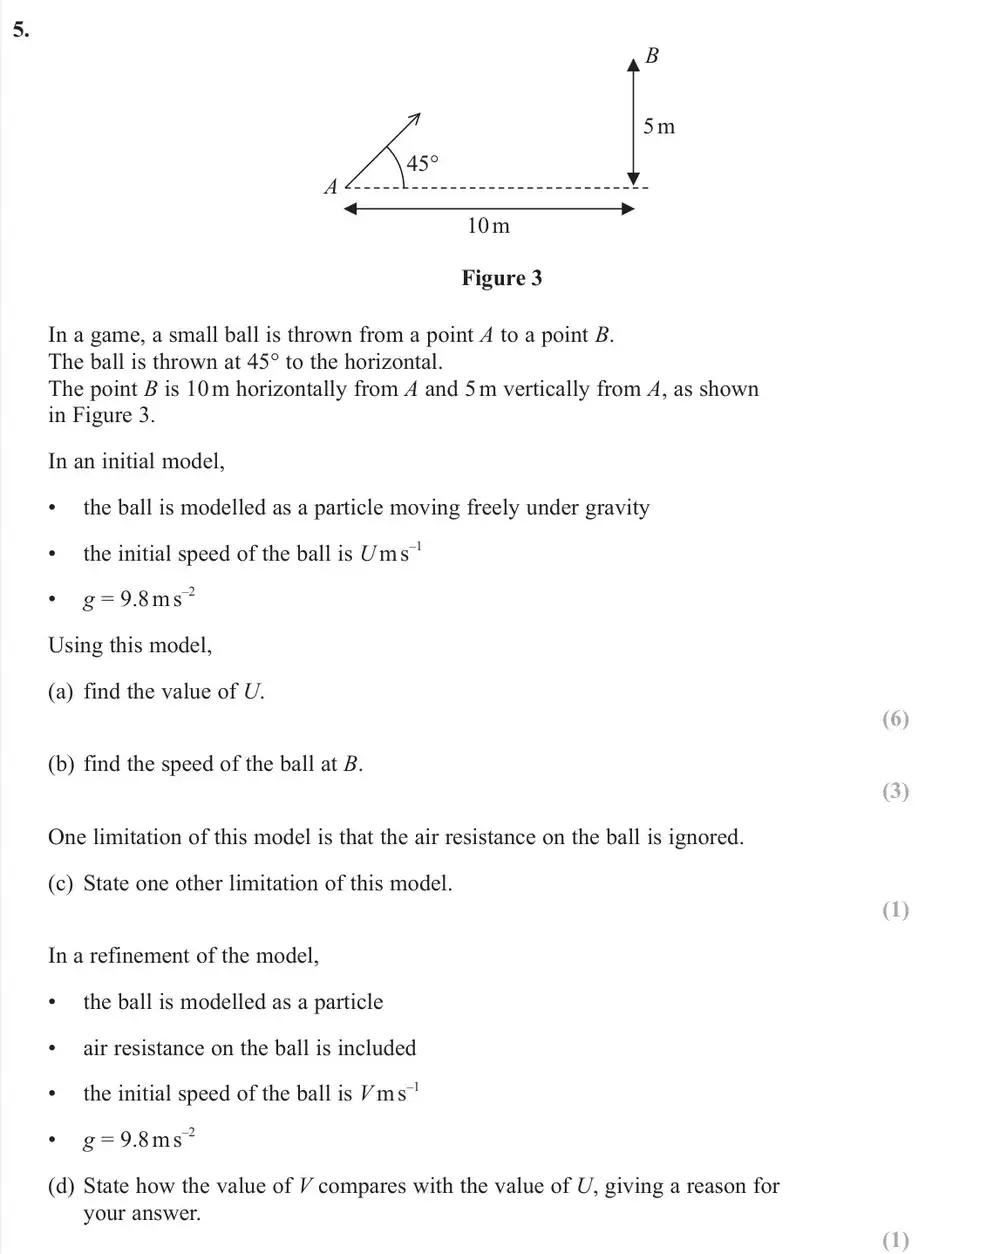 5.
B
5 m
45°
A
10 m
Figure 3
In a game, a small ball is thrown from a point A to a point B.
The ball is thrown at 45° to the horizontal.
The point B is 10 m horizontally from A and 5 m vertically from A, as shown
in Figure 3.
In an initial model,
• the ball is modelled as a particle moving freely under gravity
• the initial speed of the ball is U m s⁻¹
• g = 9.8 m s⁻²
Using this model,
(a) find the value of U.
(6)
(b) find the speed of the ball at B.
(3)
One limitation of this model is that the air resistance on the ball is ignored.
(c) State one other limitation of this model.
(1)
In a refinement of the model,
• the ball is modelled as a particle
• air resistance on the ball is included
• the initial speed of the ball is V m s⁻¹
• g = 9.8 m s⁻²
(d) State how the value of V compares with the value of U, giving a reason for
your answer.
(1)